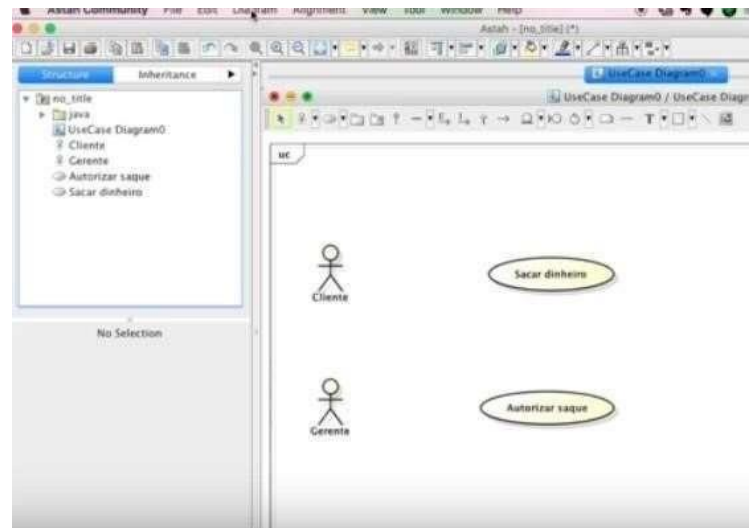 Astah Community File Edit Diagram Alignment View Tool Window Help
Astah - [no_title] (*)
Structure Inheritance
UseCase Diagram0
no_title
java
UseCase Diagram0
Cliente
Gerente
Autorizar saque
Sacar dinheiro
UseCase Diagram0 / UseCase Diagr
T
uc
Sacar dinheiro
Cliente
No Selection
Autorizar saque
Gerente